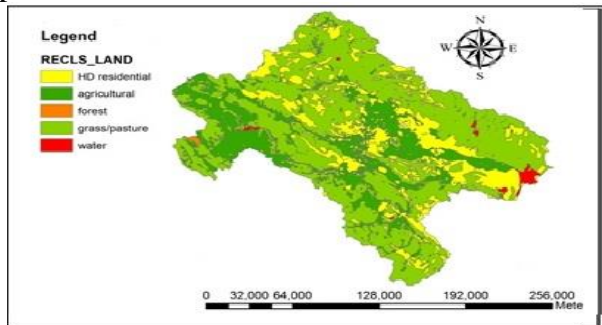 Legend
RECLS_LAND
HD residential
agricultural
forest
grass/pasture
water
N
W E
S
0 32,000 64,000 128,000 192,000 256,000
Mete